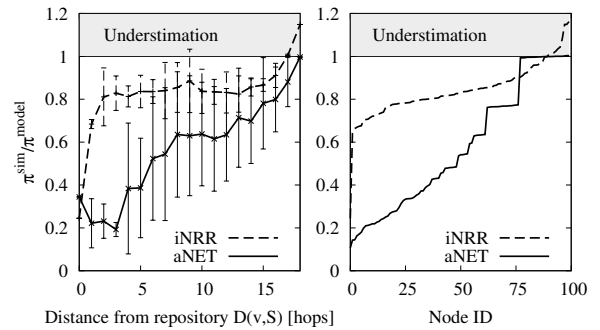 1.2
1
0.8
0.6
0.4
0.2
0
π^sim/π^model
Understimation
iNRR
aNET
0 5 10 15
Distance from repository D(v,S) [hops]
1.2
1
0.8
0.6
0.4
0.2
0
Understimation
iNRR
aNET
0 25 50 75 100
Node ID